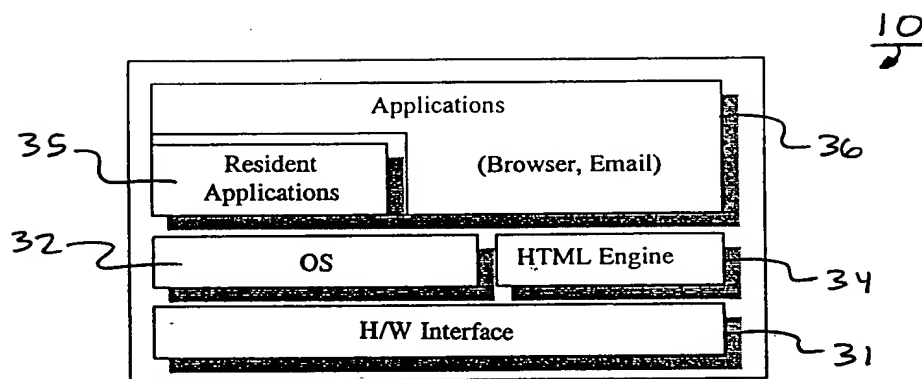 10
Applications
35
36
Resident
Applications
(Browser, Email)
32
OS
HTML Engine
34
H/W Interface
31